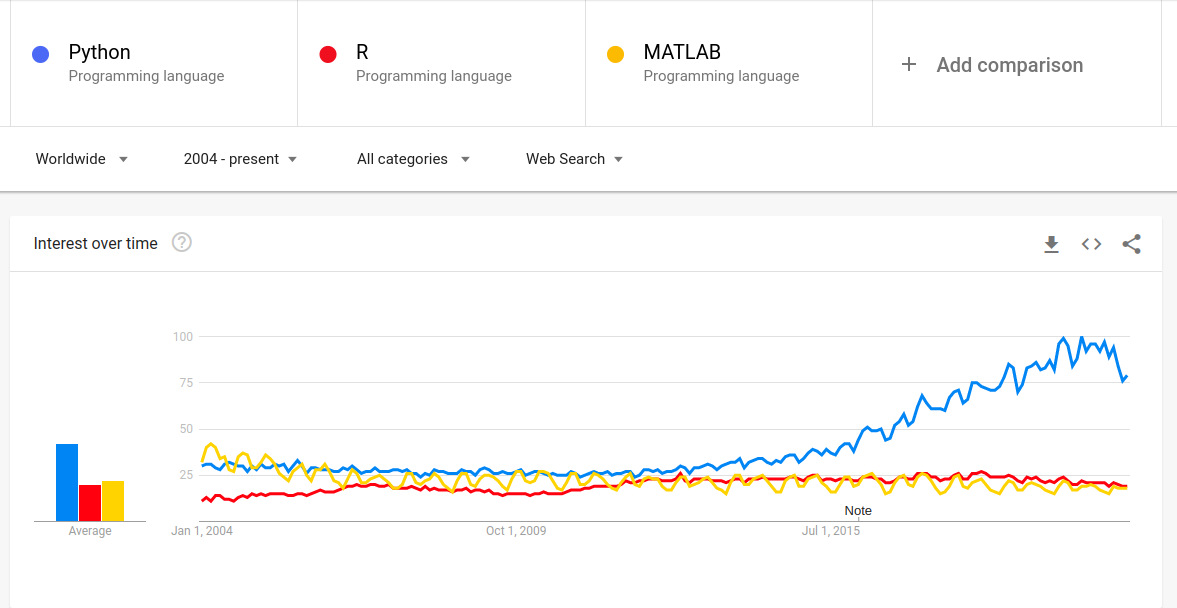 Python
Programming language
R
Programming language
MATLAB
Programming language
+ Add comparison
Worldwide
2004 - present
All categories
Web Search
Interest over time
?
100
75
50
25
Note
Average
Jan 1, 2004
Oct 1, 2009
Jul 1, 2015